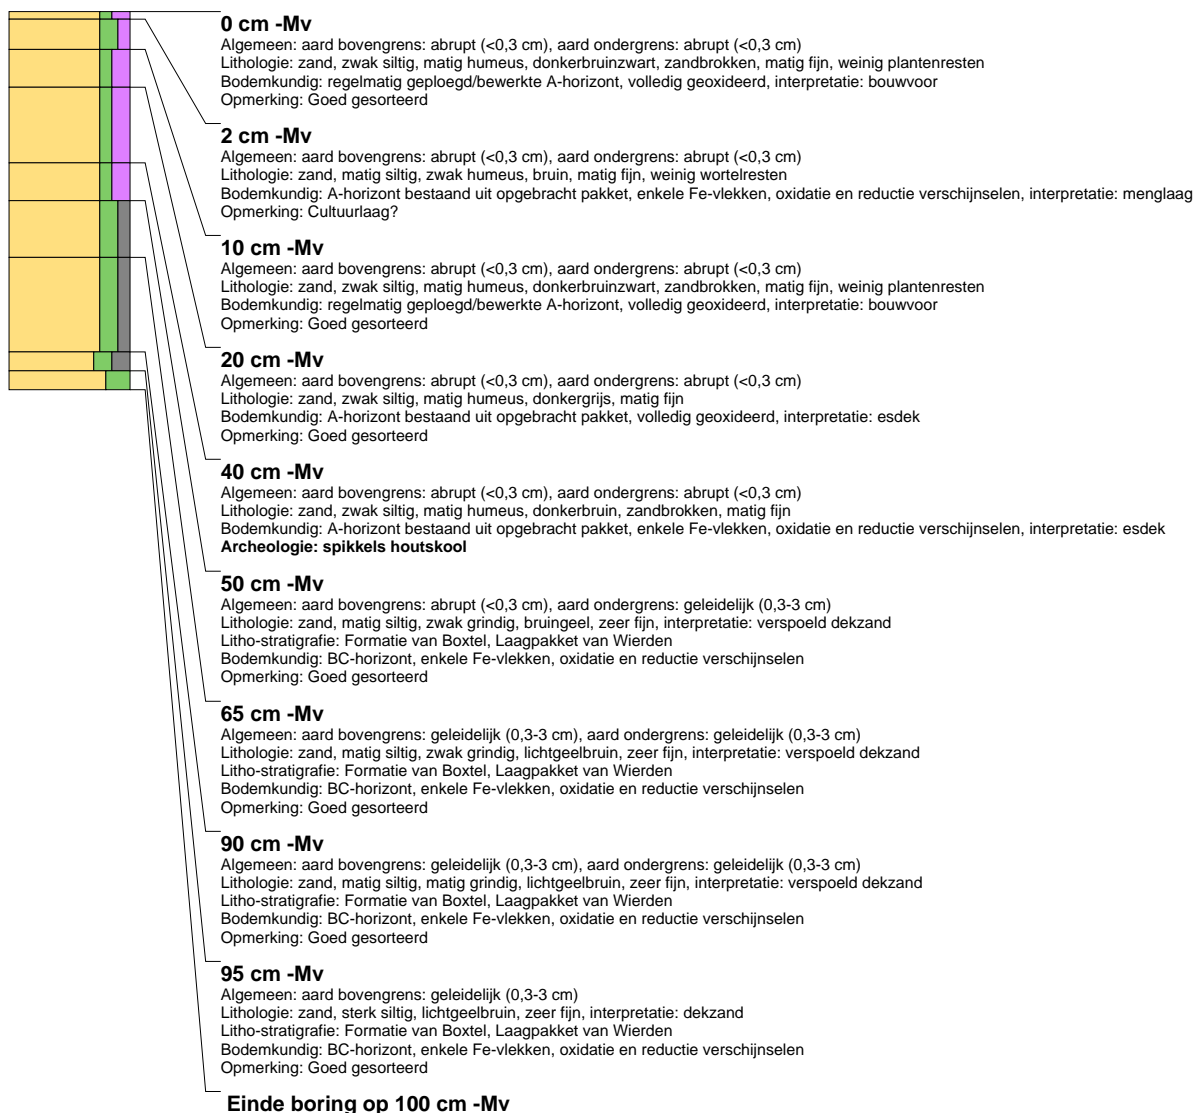 0 cm -Mv
Algemeen: aard bovengrens: abrupt (<0,3 cm), aard ondergrens: abrupt (<0,3 cm)
Lithologie: zand, zwak siltig, matig humeus, donkerbruinzwart, zandbrokken, matig fijn, weinig plantenresten
Bodemkundig: regelmatig geploegd/bewerkte A-horizont, volledig geoxideerd, interpretatie: bouwvoor
Opmerking: Goed gesorteerd
2 cm -Mv
Algemeen: aard bovengrens: abrupt (<0,3 cm), aard ondergrens: abrupt (<0,3 cm)
Lithologie: zand, matig siltig, zwak humeus, bruin, matig fijn, weinig wortelresten
Bodemkundig: A-horizont bestaand uit opgebracht pakket, enkele Fe-vlekken, oxidatie en reductie verschijnselen, interpretatie: menglaag
Opmerking: Cultuurlaag?
10 cm -Mv
Algemeen: aard bovengrens: abrupt (<0,3 cm), aard ondergrens: abrupt (<0,3 cm)
Lithologie: zand, zwak siltig, matig humeus, donkerbruinzwart, zandbrokken, matig fijn, weinig plantenresten
Bodemkundig: regelmatig geploegd/bewerkte A-horizont, volledig geoxideerd, interpretatie: bouwvoor
Opmerking: Goed gesorteerd
20 cm -Mv
Algemeen: aard bovengrens: abrupt (<0,3 cm), aard ondergrens: abrupt (<0,3 cm)
Lithologie: zand, zwak siltig, matig humeus, donkergrijs, matig fijn
Bodemkundig: A-horizont bestaand uit opgebracht pakket, volledig geoxideerd, interpretatie: esdek
Opmerking: Goed gesorteerd
40 cm -Mv
Algemeen: aard bovengrens: abrupt (<0,3 cm), aard ondergrens: abrupt (<0,3 cm)
Lithologie: zand, zwak siltig, matig humeus, donkerbruin, zandbrokken, matig fijn
Bodemkundig: A-horizont bestaand uit opgebracht pakket, enkele Fe-vlekken, oxidatie en reductie verschijnselen, interpretatie: esdek
Archeologie: spikkels houtskool
50 cm -Mv
Algemeen: aard bovengrens: abrupt (<0,3 cm), aard ondergrens: geleidelijk (0,3-3 cm)
Lithologie: zand, matig siltig, zwak grindig, bruingeel, zeer fijn, interpretatie: verspoeld dekzand
Litho-stratigrafie: Formatie van Boxtel, Laagpakket van Wierden
Bodemkundig: BC-horizont, enkele Fe-vlekken, oxidatie en reductie verschijnselen
Opmerking: Goed gesorteerd
65 cm -Mv
Algemeen: aard bovengrens: geleidelijk (0,3-3 cm), aard ondergrens: geleidelijk (0,3-3 cm)
Lithologie: zand, matig siltig, zwak grindig, lichtgeelbruin, zeer fijn, interpretatie: verspoeld dekzand
Litho-stratigrafie: Formatie van Boxtel, Laagpakket van Wierden
Bodemkundig: BC-horizont, enkele Fe-vlekken, oxidatie en reductie verschijnselen
Opmerking: Goed gesorteerd
90 cm -Mv
Algemeen: aard bovengrens: geleidelijk (0,3-3 cm), aard ondergrens: geleidelijk (0,3-3 cm)
Lithologie: zand, matig siltig, matig grindig, lichtgeelbruin, zeer fijn, interpretatie: verspoeld dekzand
Litho-stratigrafie: Formatie van Boxtel, Laagpakket van Wierden
Bodemkundig: BC-horizont, enkele Fe-vlekken, oxidatie en reductie verschijnselen
Opmerking: Goed gesorteerd
95 cm -Mv
Algemeen: aard bovengrens: geleidelijk (0,3-3 cm)
Lithologie: zand, sterk siltig, lichtgeelbruin, zeer fijn, interpretatie: dekzand
Litho-stratigrafie: Formatie van Boxtel, Laagpakket van Wierden
Bodemkundig: BC-horizont, enkele Fe-vlekken, oxidatie en reductie verschijnselen
Opmerking: Goed gesorteerd
Einde boring op 100 cm -Mv